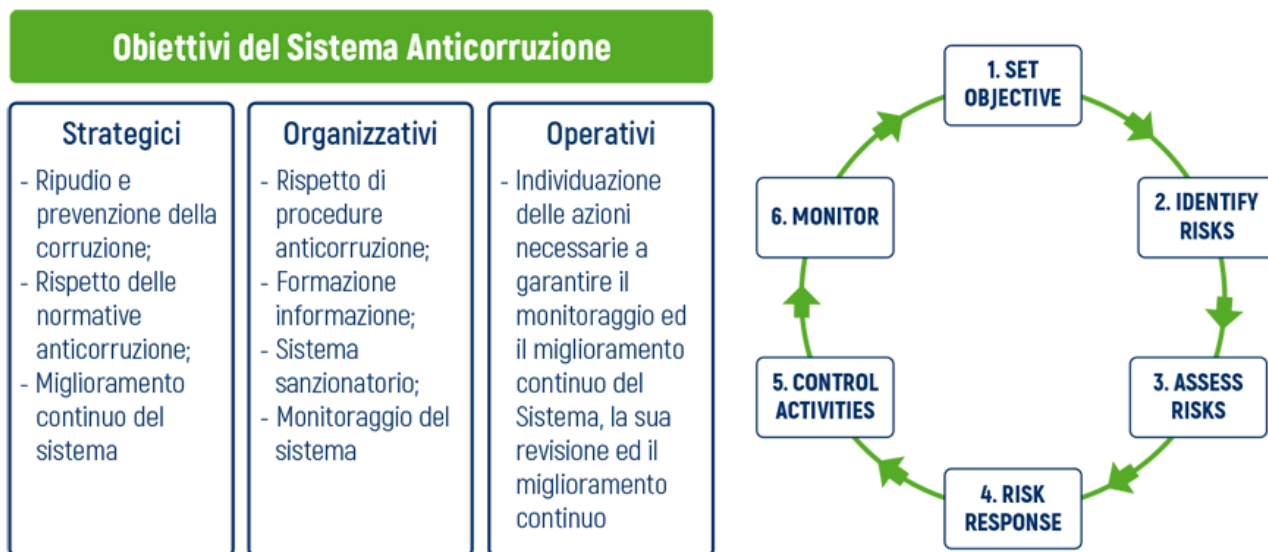 Obiettivi del Sistema Anticorruzione
Strategici
- Ripudio e
prevenzione della
corruzione;
- Rispetto delle
normative
anticorruzione;
- Miglioramento
continuo del
sistema
Organizzativi
- Rispetto di
procedure
anticorruzione;
- Formazione
informazione;
- Sistema
sanzionatorio;
- Monitoraggio del
sistema
Operativi
- Individuazione
delle azioni
necessarie a
garantire il
monitoraggio ed
il miglioramento
continuo del
Sistema, la sua
revisione ed il
miglioramento
continuo
1. SET
OBJECTIVE
2. IDENTIFY
RISKS
3. ASSESS
RISKS
4. RISK
RESPONSE
5. CONTROL
ACTIVITIES
6. MONITOR